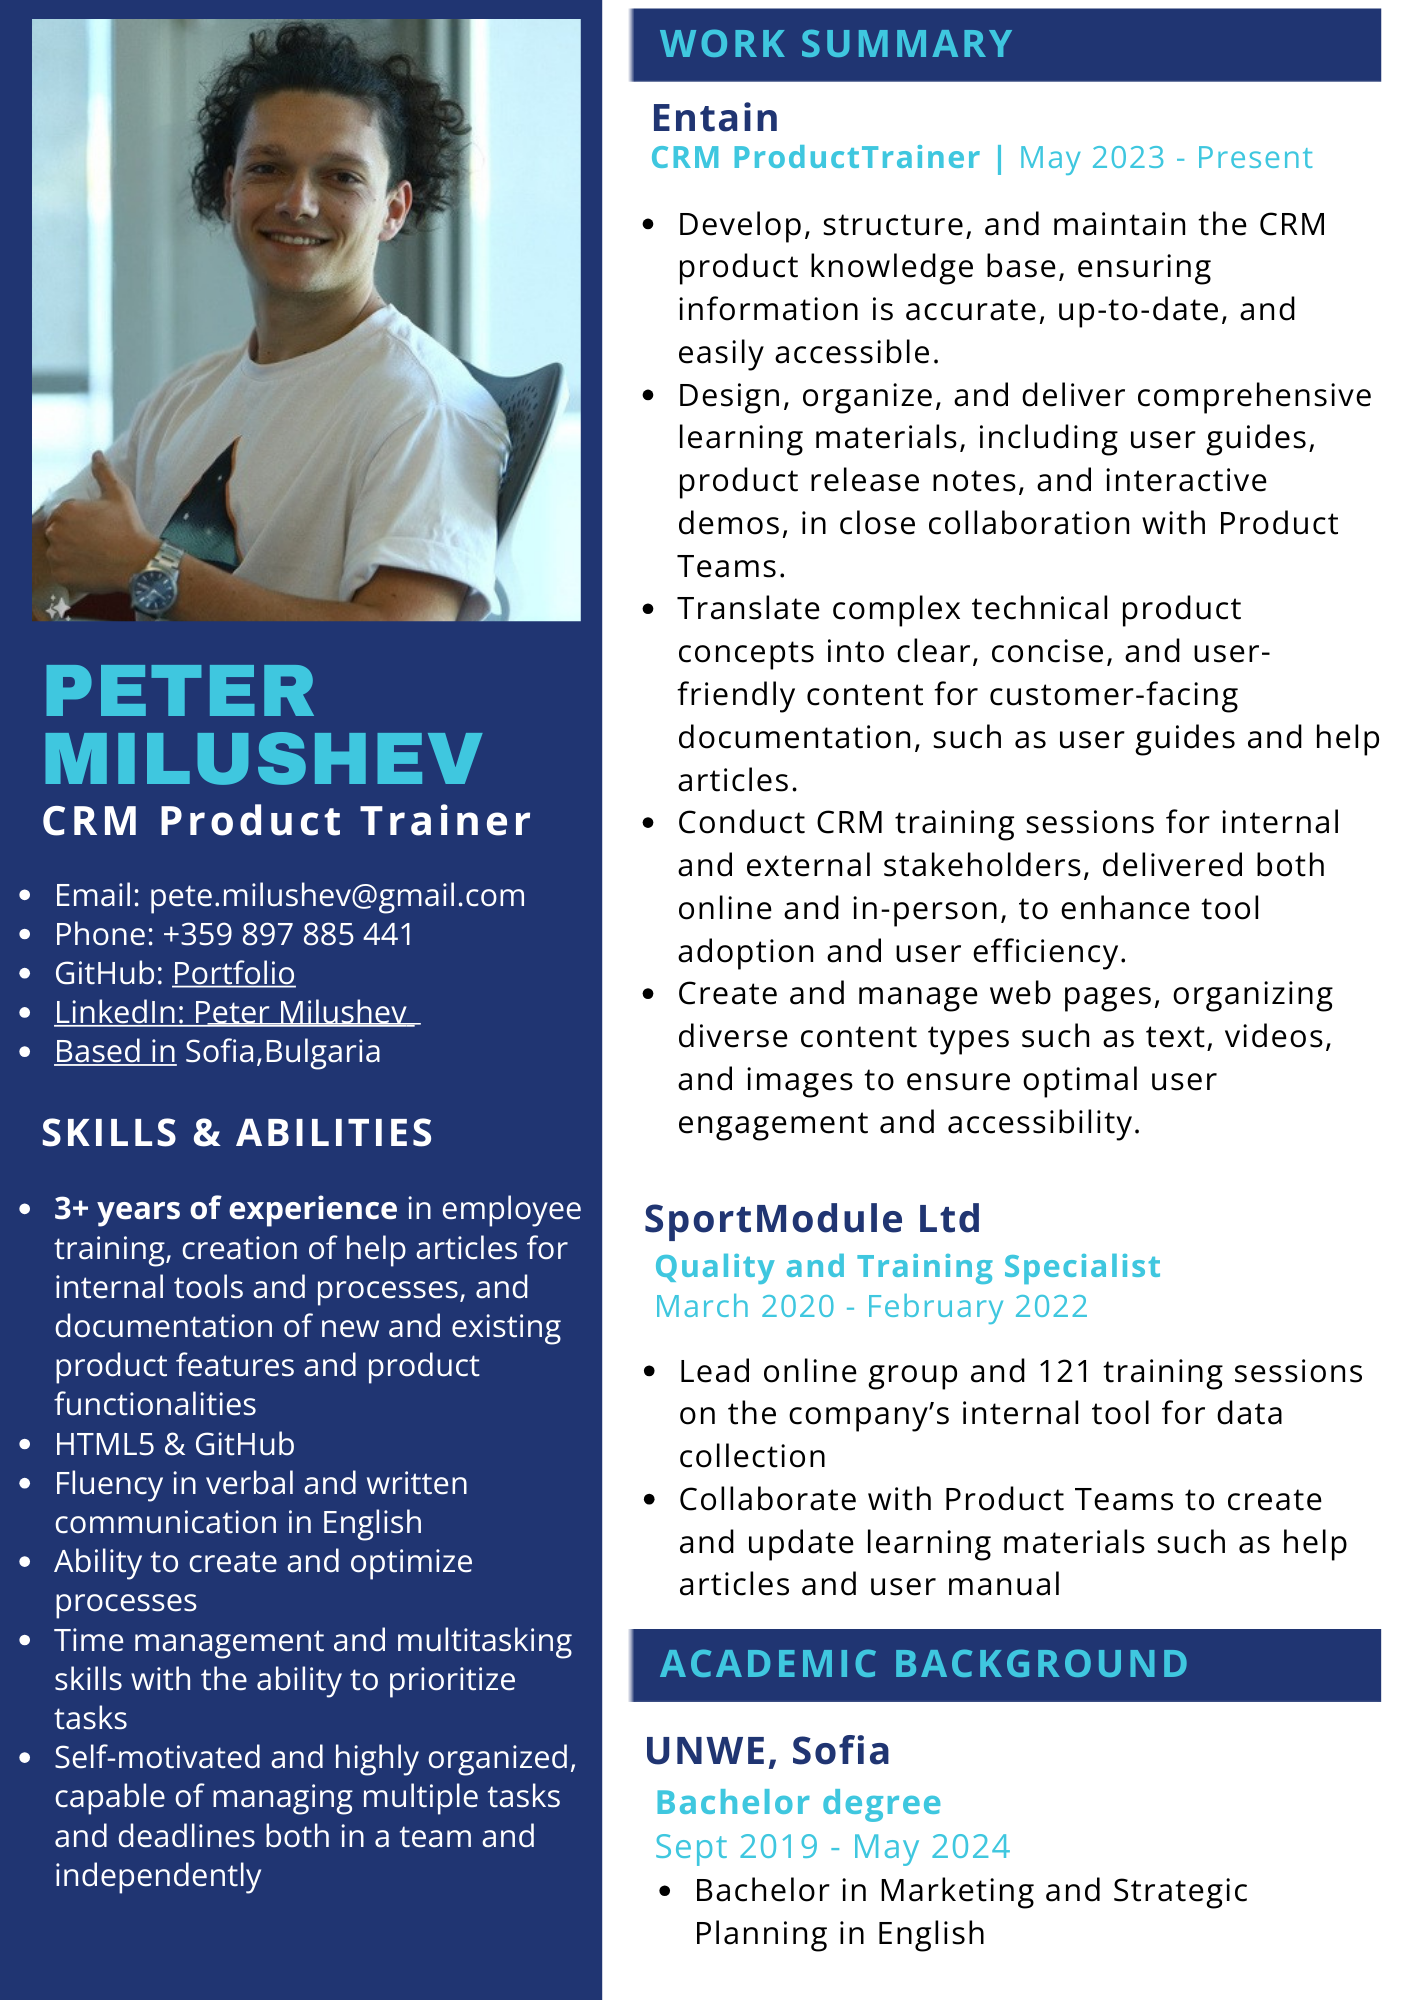 PETER
MILUSHEV
CRM Product Trainer
Email: pete.milushev@gmail.com
Phone: +359 897 885 441
GitHub: Portfolio
LinkedIn: Peter Milushev
Based in Sofia,Bulgaria
SKILLS & ABILITIES
3+ years of experience in employee
training, creation of help articles for
internal tools and processes, and
documentation of new and existing
product features and product
functionalities
HTML5 & GitHub
Fluency in verbal and written
communication in English
Ability to create and optimize
processes
Time management and multitasking
skills with the ability to prioritize
tasks
Self-motivated and highly organized,
capable of managing multiple tasks
and deadlines both in a team and
independently
WORK SUMMARY
Entain
CRM ProductTrainer | May 2023 - Present
Develop, structure, and maintain the CRM
product knowledge base, ensuring
information is accurate, up-to-date, and
easily accessible.
Design, organize, and deliver comprehensive
learning materials, including user guides,
product release notes, and interactive
demos, in close collaboration with Product
Teams.
Translate complex technical product
concepts into clear, concise, and user-
friendly content for customer-facing
documentation, such as user guides and help
articles.
Conduct CRM training sessions for internal
and external stakeholders, delivered both
online and in-person, to enhance tool
adoption and user efficiency.
Create and manage web pages, organizing
diverse content types such as text, videos,
and images to ensure optimal user
engagement and accessibility.
SportModule Ltd
Quality and Training Specialist
March 2020 - February 2022
Lead online group and 121 training sessions
on the company’s internal tool for data
collection
Collaborate with Product Teams to create
and update learning materials such as help
articles and user manual
ACADEMIC BACKGROUND
UNWE, Sofia
Bachelor degree
Sept 2019 - May 2024
Bachelor in Marketing and Strategic
Planning in English